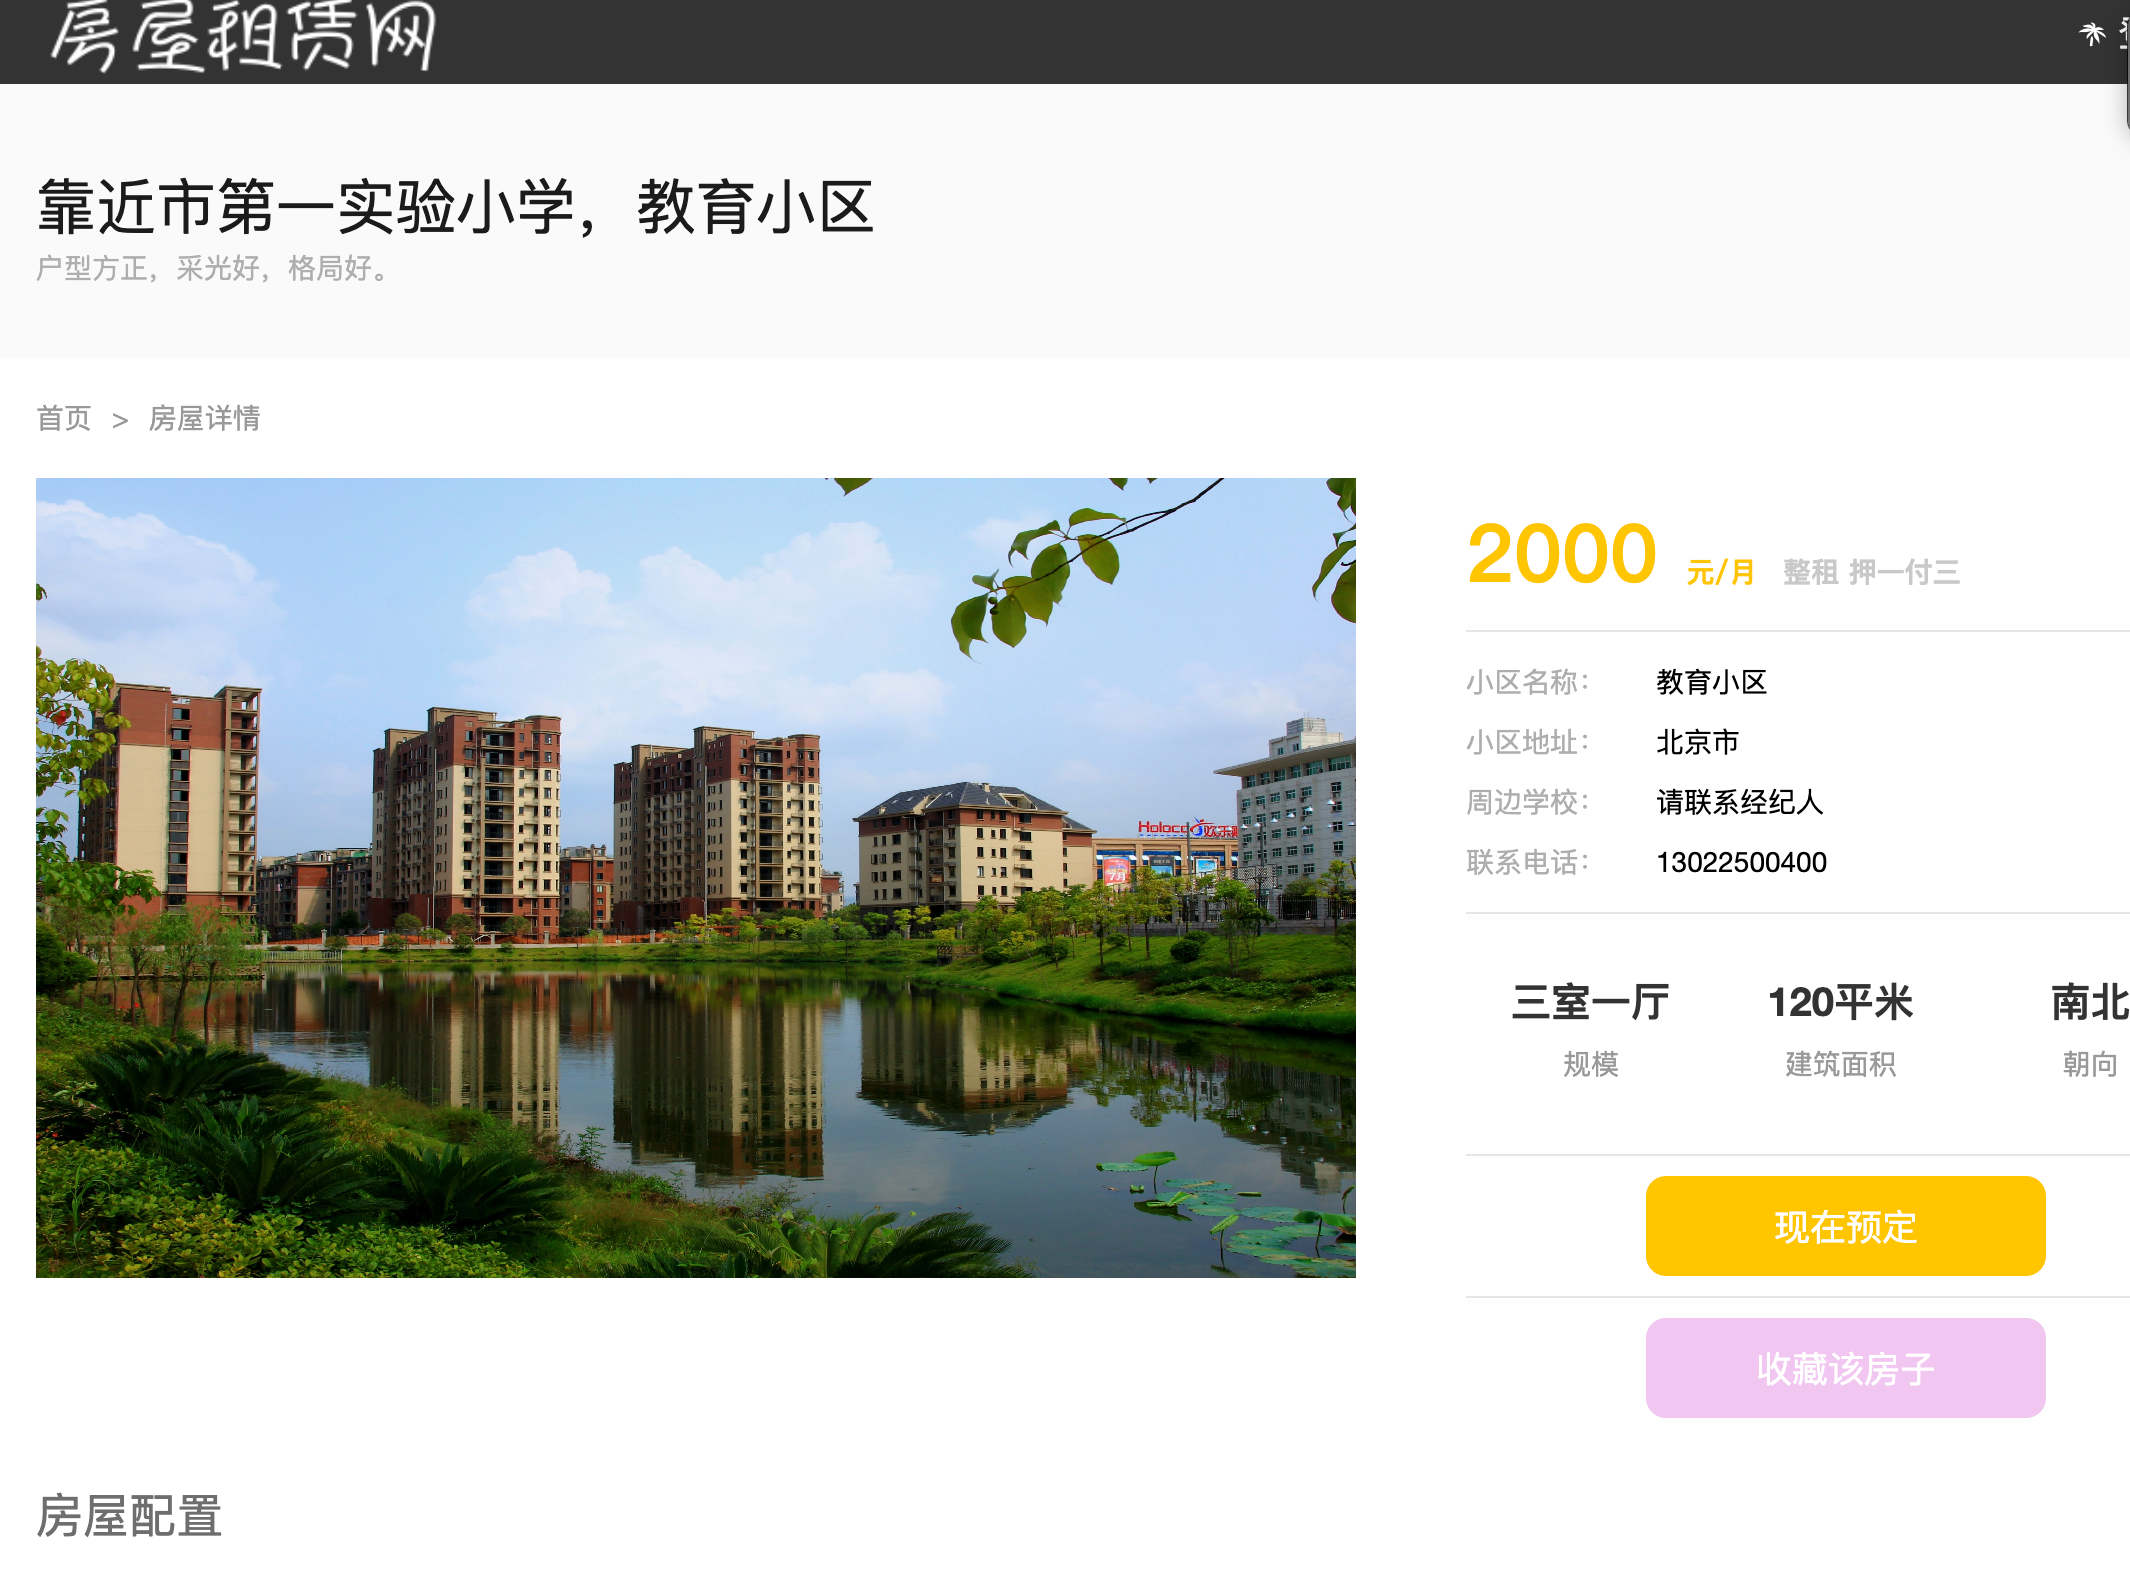 房屋租赁网
靠近市第一实验小学，教育小区
户型方正，采光好，格局好。
首页 > 房屋详情
2000 元/月 整租 押一付三
小区名称： 教育小区
小区地址： 北京市
周边学校： 请联系经纪人
联系电话： 13022500400
Holoco 欢乐
7月
三室一厅 120平米 南北
规模 建筑面积 朝向
现在预定
收藏该房子
房屋配置